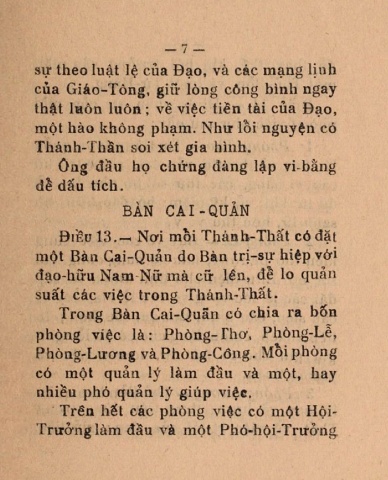 — 7 —
sự theo luật lệ của Đạo, và các mạng lịnh
của Giáo-Tông, giữ lòng công bình ngay
thật luôn luôn; về việc tiền tài của Đạo,
một hào không phạm. Như lỗi nguyện có
Thánh-Thần soi xét gia hình.
Ông đầu họ chứng đàng lập vi-bằng
để dấu tích.
BÀN CAI-QUẢN
ĐIỀU 13.— Nơi mỗi Thánh-Thất có đặt
một Bàn Cai-Quản do Bàn trị-sự hiệp với
đạo-hữu Nam-Nữ mà cử lên, để lo quản
suất các việc trong Thánh-Thất.
Trong Bàn Cai-Quản có chia ra bốn
phòng việc là: Phòng-Thơ, Phòng-Lễ,
Phòng-Lương và Phòng-Công. Mỗi phòng
có một quản lý làm đầu và một, hay
nhiều phó quản lý giúp việc.
Trên hết các phòng việc có một Hội-
Trưởng làm đầu và một Phó-hội-Trưởng